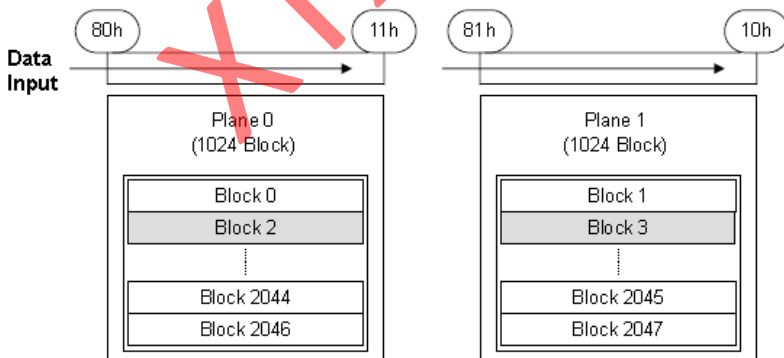 80h 11h 81h 10h
Data
Input
Plane 0 Plane 1
(1024 Block) (1024 Block)
Block 0 Block 1
Block 2 Block 3
Block 2044 Block 2045
Block 2046 Block 2047